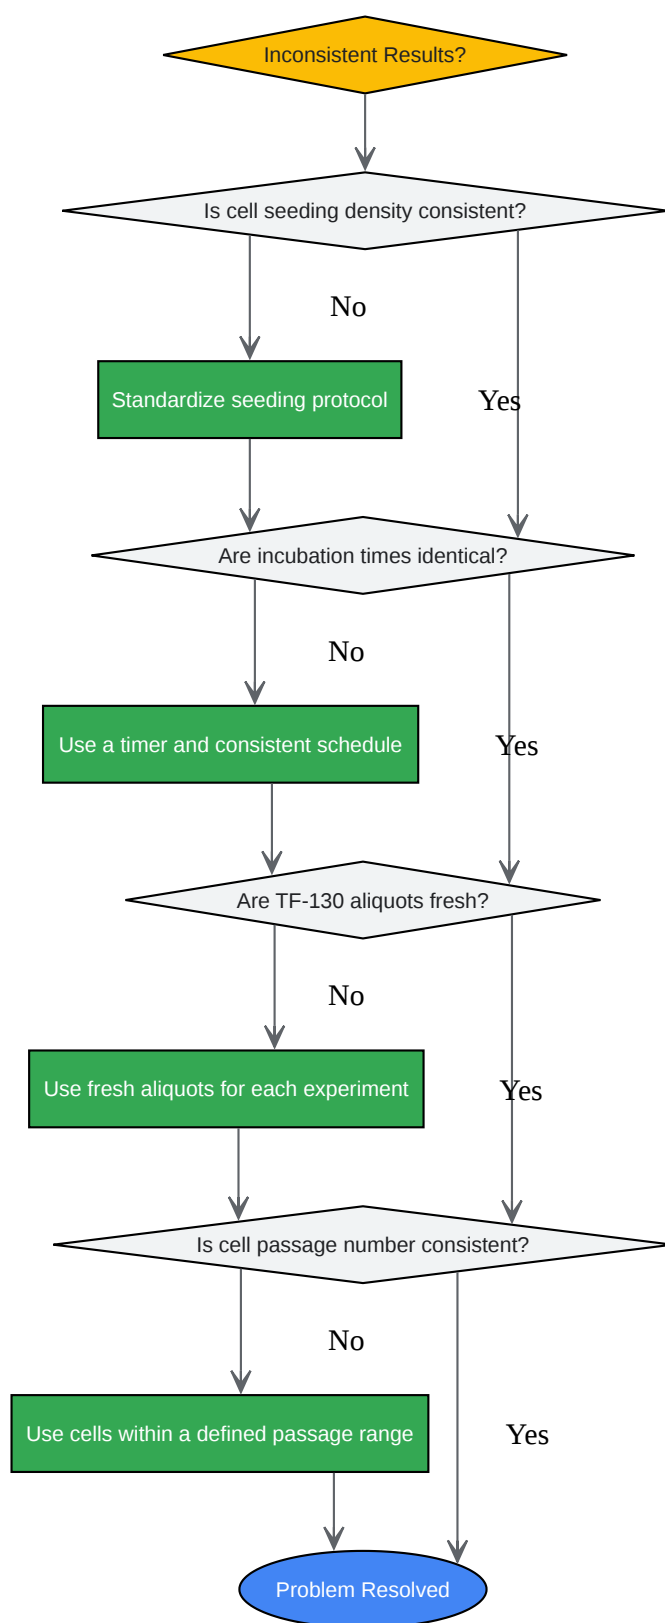 Inconsistent Results?
Is cell seeding density consistent?
No
Standardize seeding protocol
Yes
Are incubation times identical?
No
Use a timer and consistent schedule
Yes
Are TF-130 aliquots fresh?
No
Use fresh aliquots for each experiment
Yes
Is cell passage number consistent?
No
Use cells within a defined passage range
Yes
Problem Resolved